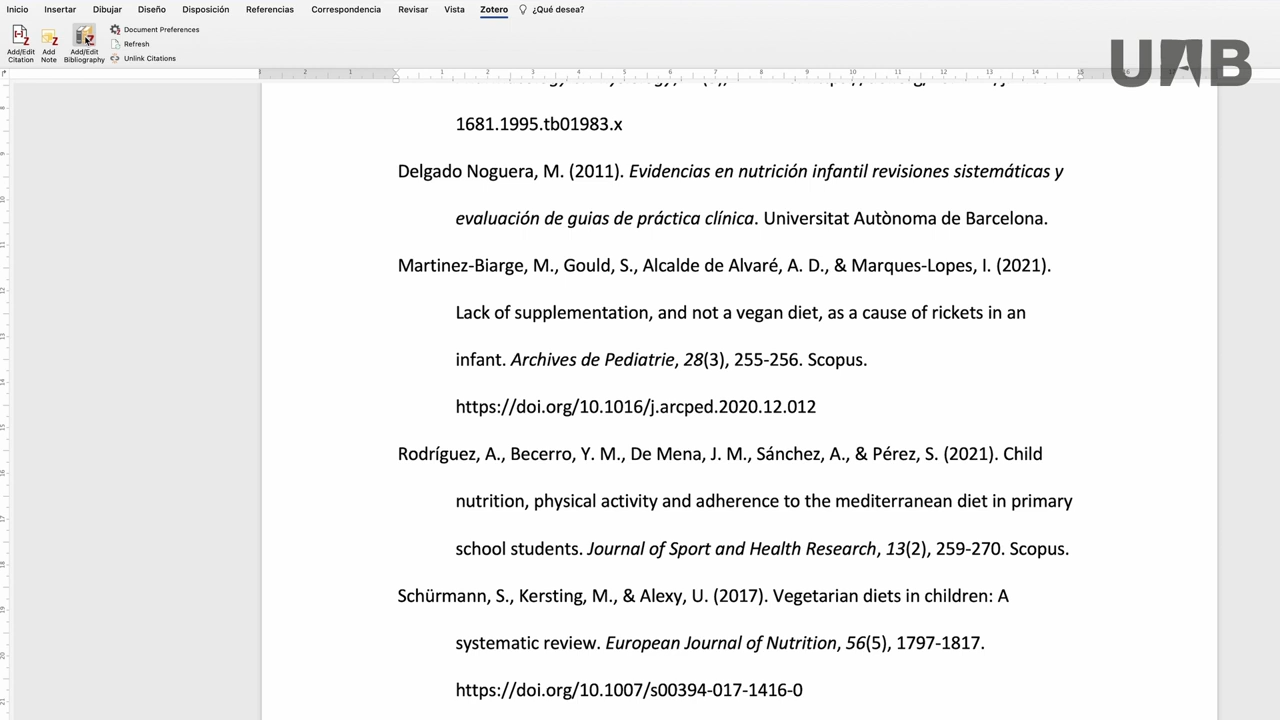 Inicio Insertar Dibujar Diseño Disposición Referencias Correspondencia Revisar Vista Zotero ¿Qué desea?
Add/Edit Citation
Add Note
Add/Edit Bibliography
Document Preferences
Refresh
Unlink Citations
UAB
1681.1995.tb01983.x
Delgado Noguera, M. (2011). Evidencias en nutrición infantil revisiones sistemáticas y
evaluación de guias de práctica clínica. Universitat Autònoma de Barcelona.
Martinez-Biarge, M., Gould, S., Alcalde de Alvaré, A. D., & Marques-Lopes, I. (2021).
Lack of supplementation, and not a vegan diet, as a cause of rickets in an
infant. Archives de Pediatrie, 28(3), 255-256. Scopus.
https://doi.org/10.1016/j.arcped.2020.12.012
Rodríguez, A., Becerro, Y. M., De Mena, J. M., Sánchez, A., & Pérez, S. (2021). Child
nutrition, physical activity and adherence to the mediterranean diet in primary
school students. Journal of Sport and Health Research, 13(2), 259-270. Scopus.
Schürmann, S., Kersting, M., & Alexy, U. (2017). Vegetarian diets in children: A
systematic review. European Journal of Nutrition, 56(5), 1797-1817.
https://doi.org/10.1007/s00394-017-1416-0